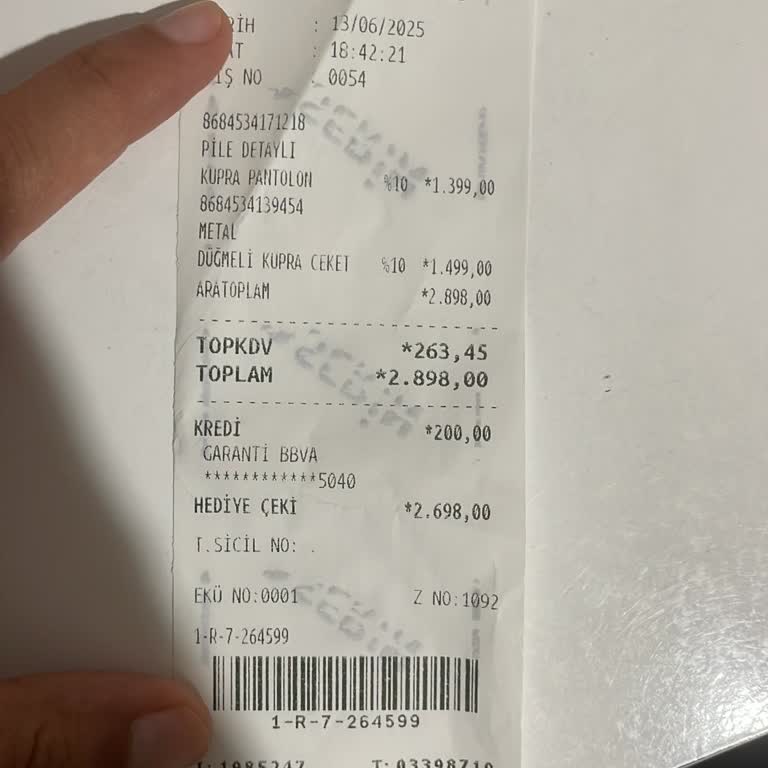 : 13/06/2025
: 18:42:21
NO : 0054
8684534171218
PİLE DETAYLI
KUPRA PANTOLON %10 *1.399,00
8684534139454
METAL
DÜĞMELİ KUPRA CEKET %10 *1.499,00
ARATOPLAM *2.898,00
TOPKDV *263,45
TOPLAM *2.898,00
KREDİ *200,00
GARANTİ BBVA
************5040
HEDİYE ÇEKİ *2.698,00
T.SİCİL NO: .
EKÜ NO:0001 Z NO:1092
1-R-7-264599
1-R-7-264599